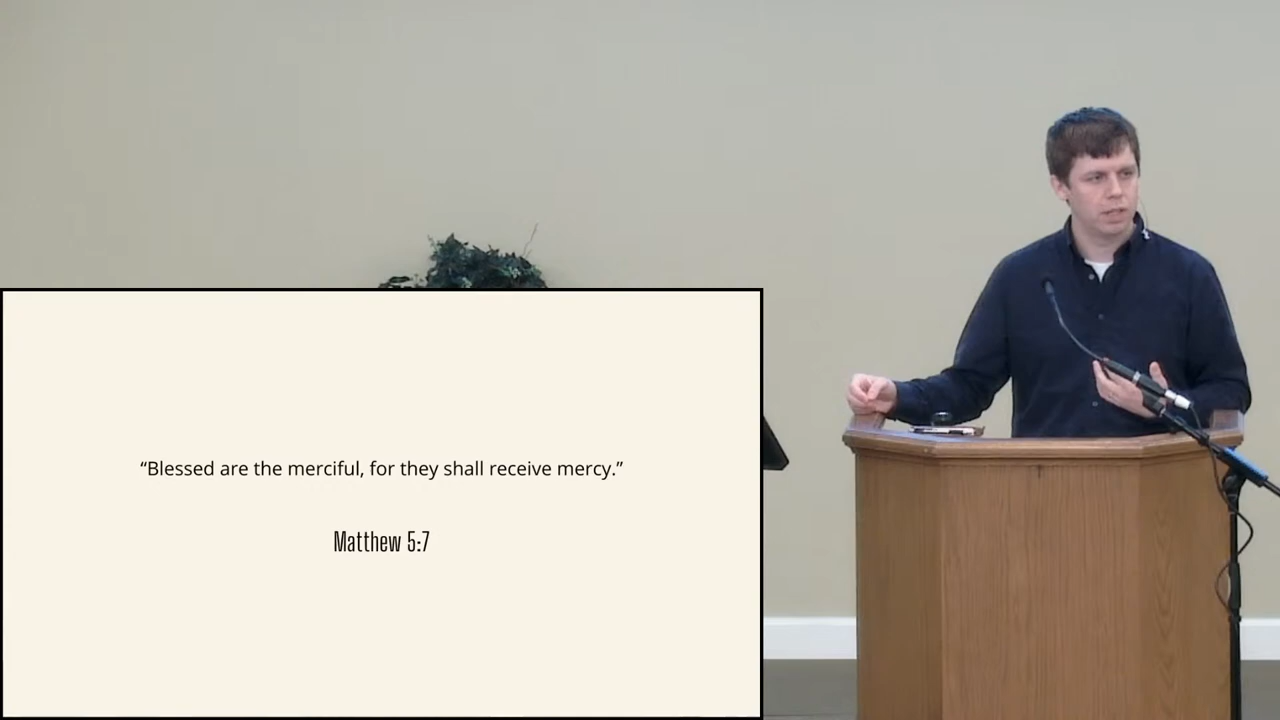 “Blessed are the merciful, for they shall receive mercy.”
Matthew 5:7